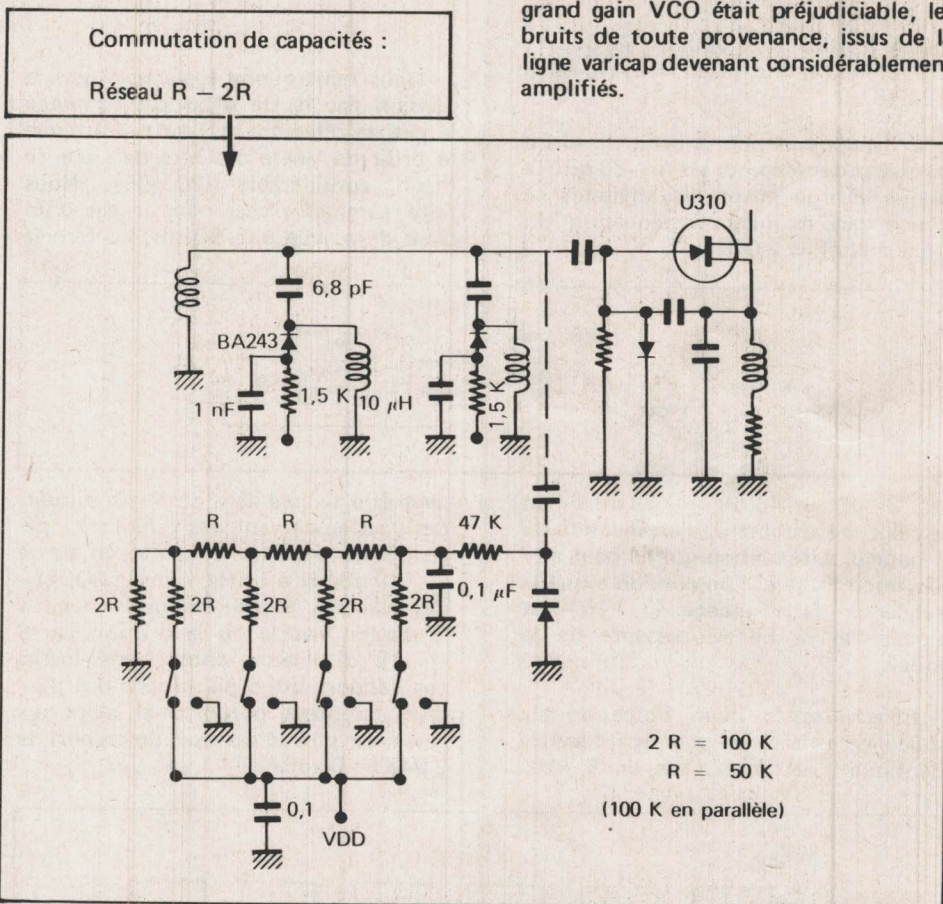 grand gain VCO était préjudiciable, le
bruits de toute provenance, issus de l
ligne varicap devenant considérablemen
amplifiés.
Commutation de capacités :
Réseau R – 2R
U310
6,8 pF
BA243
1 nF
1,5 K
10 µH
1,5 K
R
R
R
47 K
0,1 µF
2R
2R
2R
2R
2R
0,1
VDD
2 R = 100 K
R = 50 K
(100 K en parallèle)